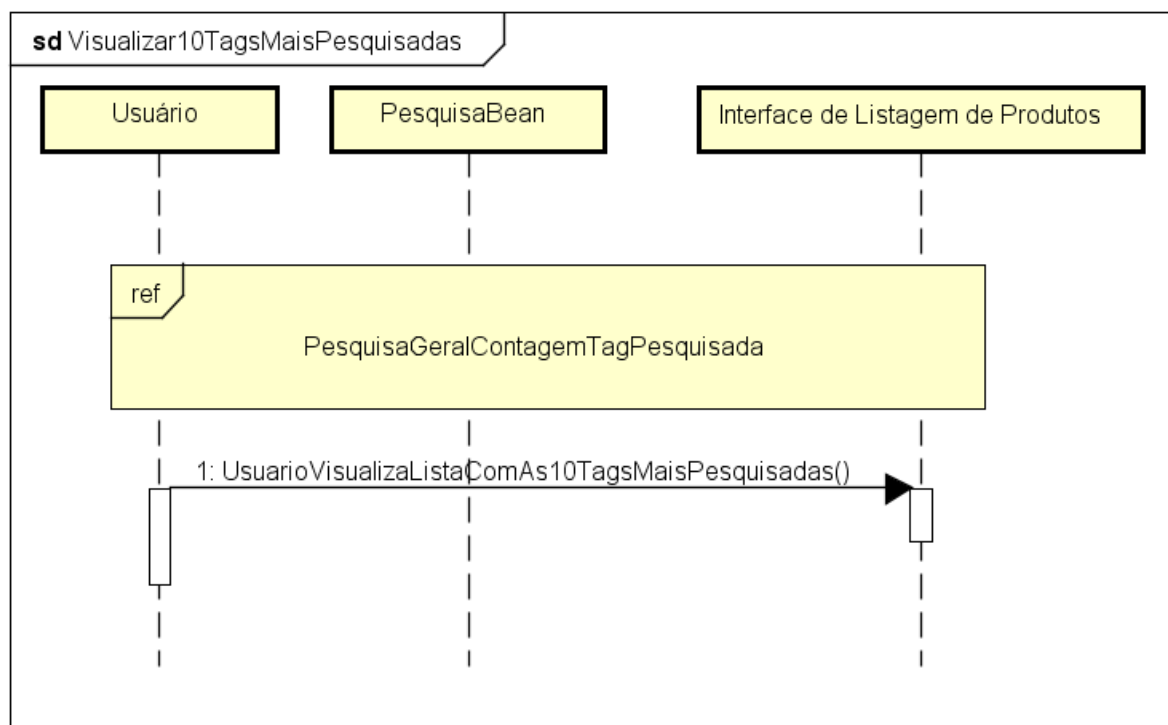 sd Visualizar10TagsMaisPesquisadas
Usuário
PesquisaBean
Interface de Listagem de Produtos
ref
PesquisaGeralContagemTagPesquisada
1: UsuarioVisualizaListaComAs10TagsMaisPesquisadas()